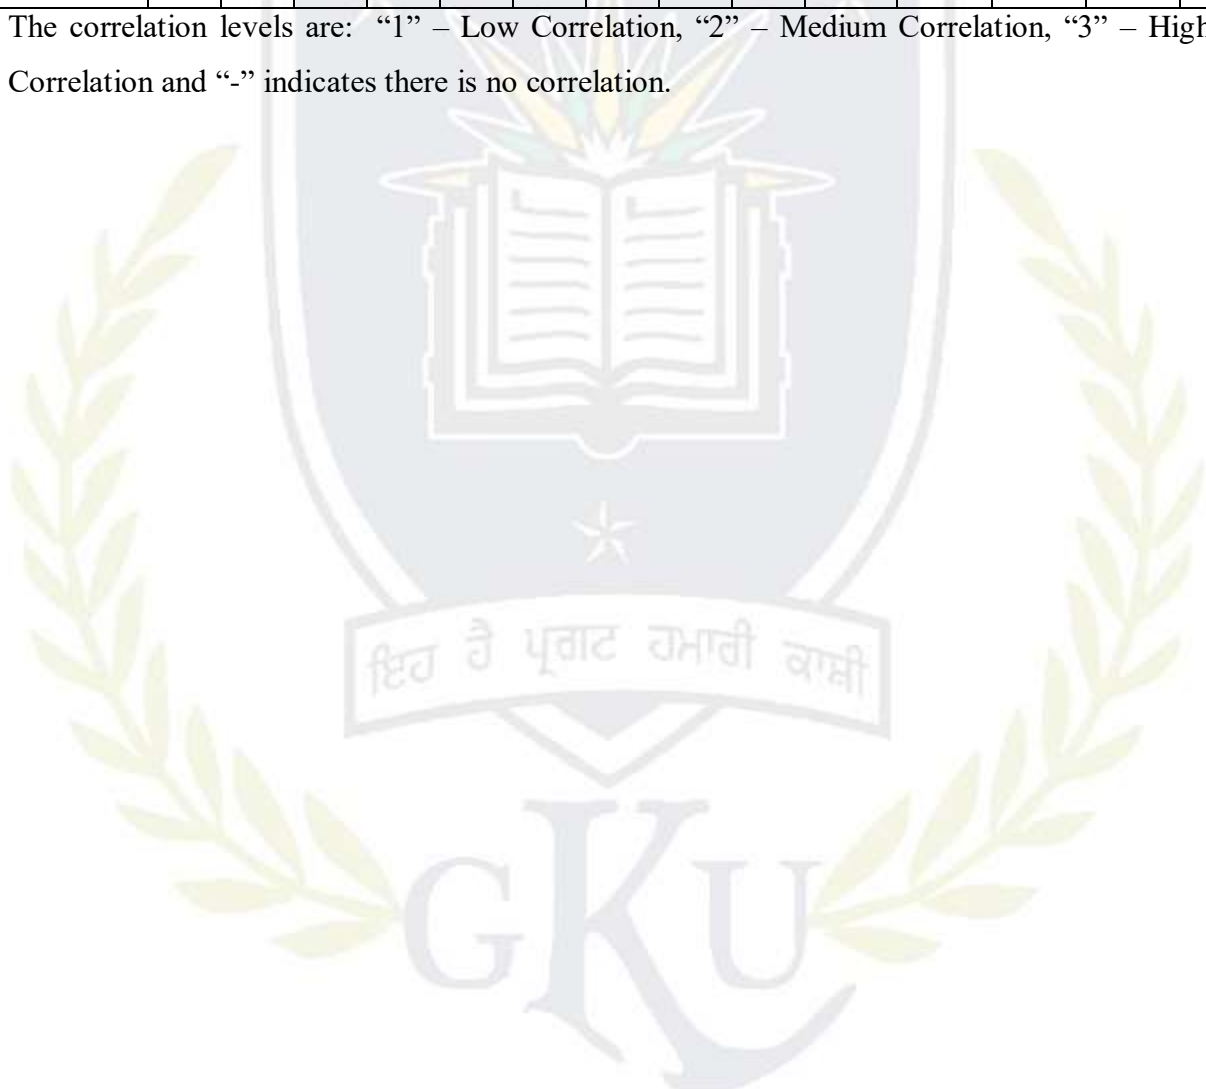 The correlation levels are: “1” – Low Correlation, “2” – Medium Correlation, “3” – High
Correlation and “-” indicates there is no correlation.
ਇਹ ਹੈ ਪ੍ਰਗਟ ਹਮਾਰੀ ਕਾਸ਼ੀ
GKU